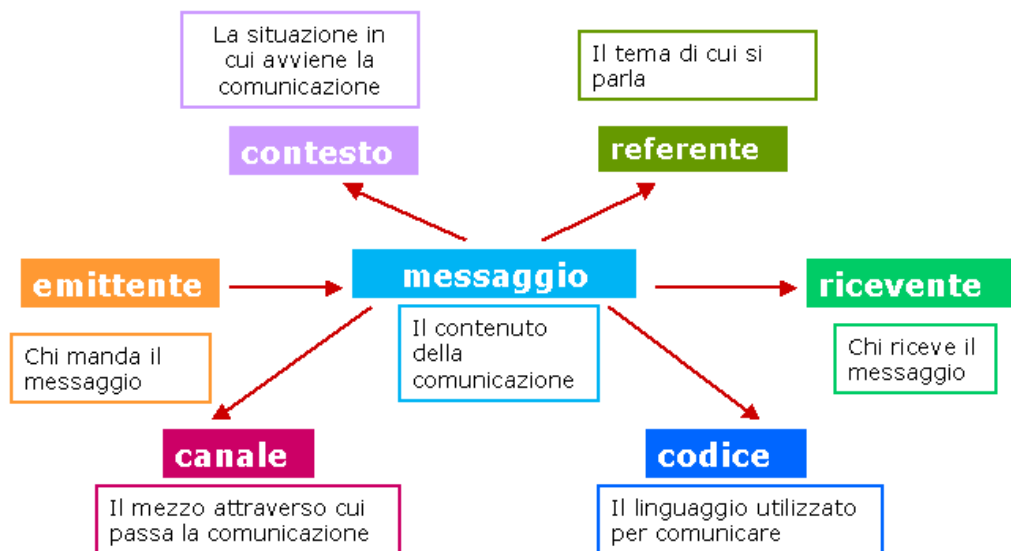 La situazione in
cui avviene la
comunicazione
Il tema di cui si
parla
contesto
referente
emittente
messaggio
ricevente
Chi manda il
messaggio
Il contenuto
della
comunicazione
Chi riceve il
messaggio
canale
codice
Il mezzo attraverso cui
passa la comunicazione
Il linguaggio utilizzato
per comunicare